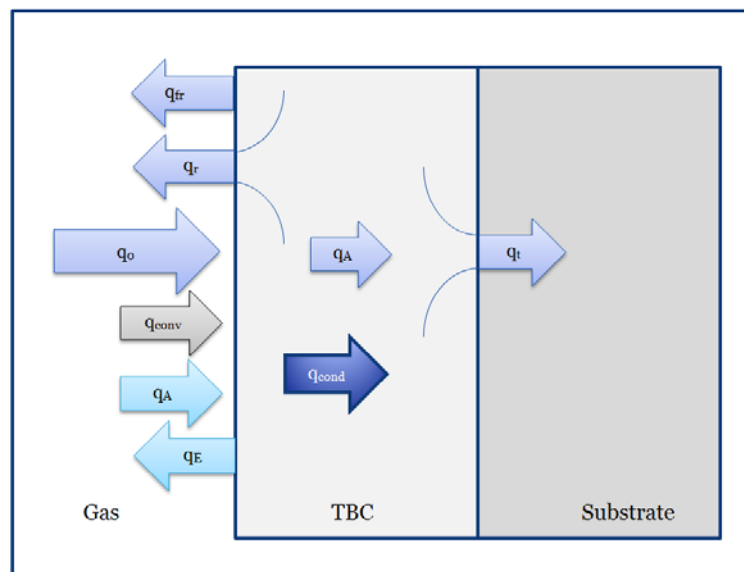 qfr
qr
qo
qA
qt
qconv
qcond
qA
qE
Gas
TBC
Substrate